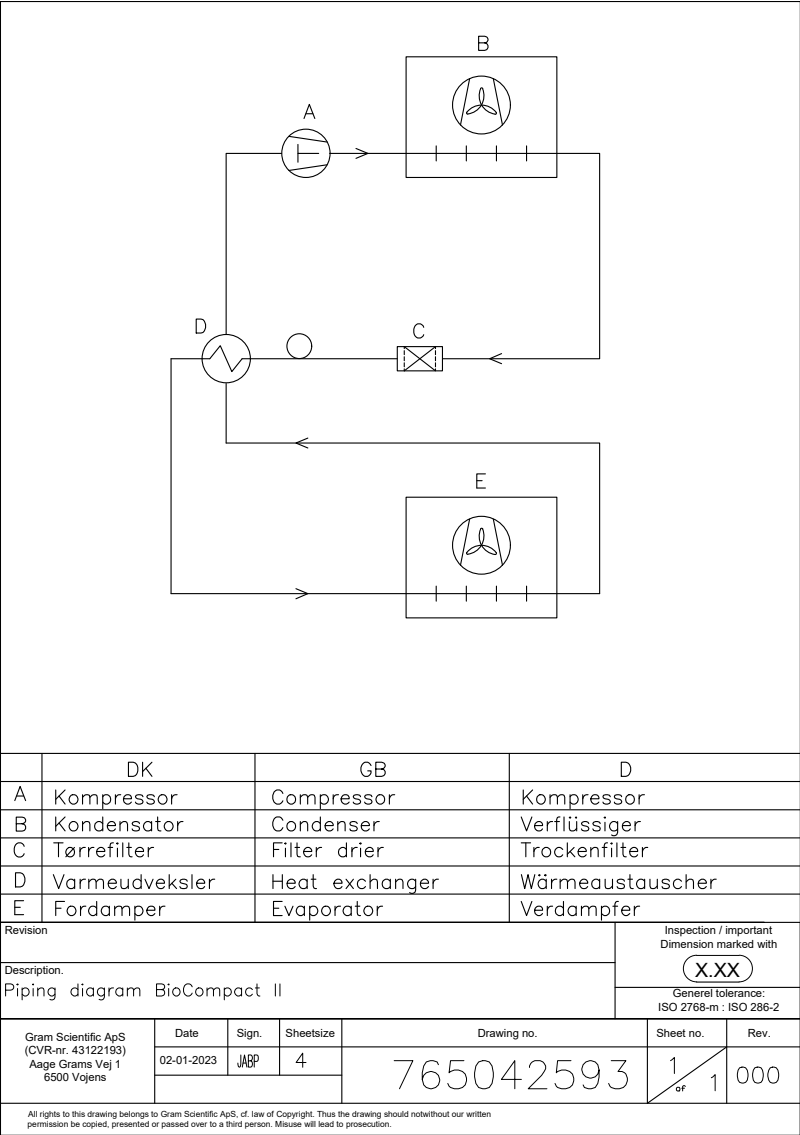 B
A
D
C
E
DK GB D
A Kompressor Compressor Kompressor
B Kondensator Condenser Verflüssiger
C Tørrefilter Filter drier Trockenfilter
D Varmeudveksler Heat exchanger Wärmeaustauscher
E Fordamper Evaporator Verdampfer
Revision
Inspection / important
Dimension marked with
X.XX
Description.
Piping diagram BioCompact II
Generel tolerance:
ISO 2768-m : ISO 286-2
Gram Scientific ApS
(CVR-nr. 43122193)
Aage Grams Vej 1
6500 Vojens
Date Sign. Sheetsize Drawing no. Sheet no. Rev.
02-01-2023 JABP 4 765042593 1 of 1 000
All rights to this drawing belongs to Gram Scientific ApS, cf. law of Copyright. Thus the drawing should notwithout our written
permission be copied, presented or passed over to a third person. Misuse will lead to prosecution.